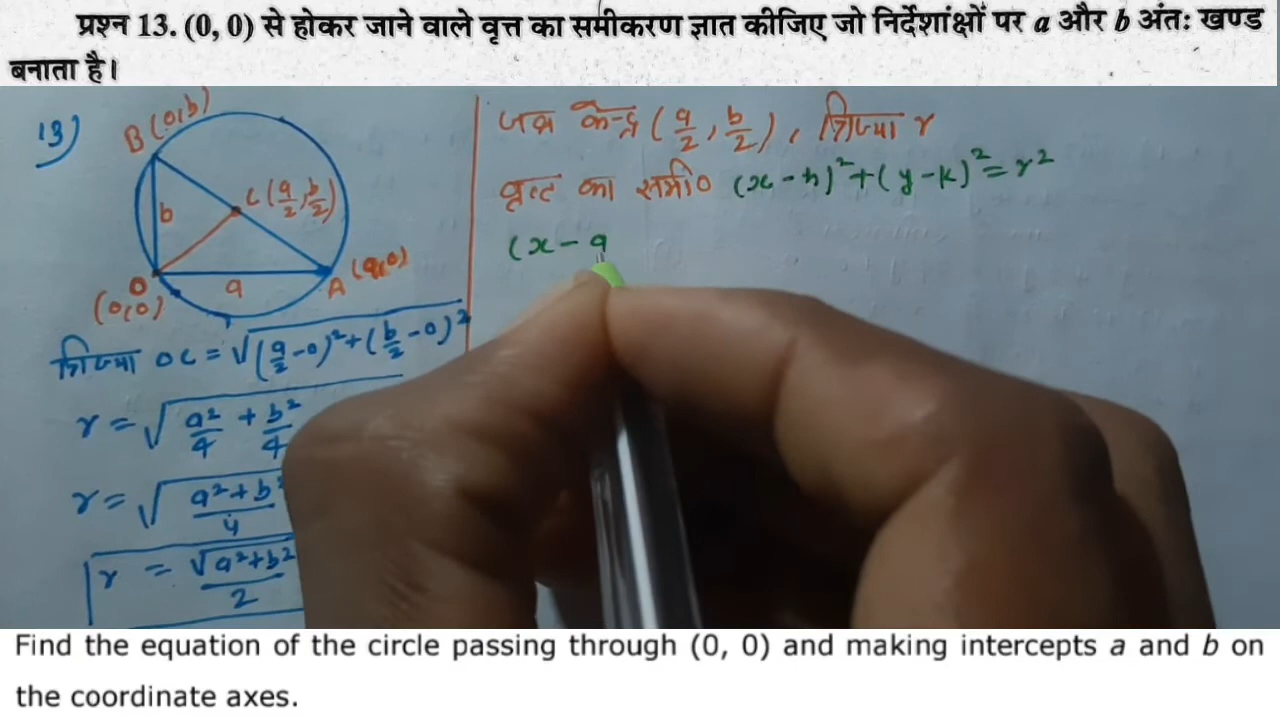 प्रश्न 13. (0, 0) से होकर जाने वाले वृत्त का समीकरण ज्ञात कीजिए जो निर्देशांक्षों पर a और b अंतः खण्ड
बनाता है।
13)
B (0,b)
C (a/2, b/2)
b
O
(0,0)
a
A (a,0)
त्रिज्या OC = √((a/2 - 0)² + (b/2 - 0)²
r = √(a²/4 + b²/4
r = √(a² + b²/4
r = √a²+b²/2
जब केन्द्र (a/2, b/2), त्रिज्या r
वृत्त का समी० (x - h)² + (y - k)² = r²
(x - a
Find the equation of the circle passing through (0, 0) and making intercepts a and b on
the coordinate axes.